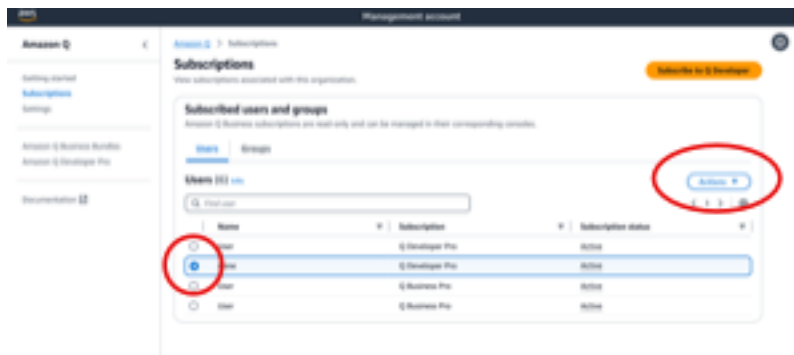 aws
Management account
Amazon Q
Amazon Q > Subscriptions
Subscriptions
View subscriptions associated with this organization.
Subscribe to Q Developer
Getting started
Subscriptions
Settings
Subscribed users and groups
Amazon Q Business subscriptions are read-only and can be managed in their corresponding consoles.
Amazon Q Business Bundles
Amazon Q Developer Pro
Users Groups
Users (6) Info
Actions
Documentation
Find user
1
Name Subscription Subscription status
User Q Developer Pro Active
Q Developer Pro Active
User Q Business Pro Active
User Q Business Pro Active